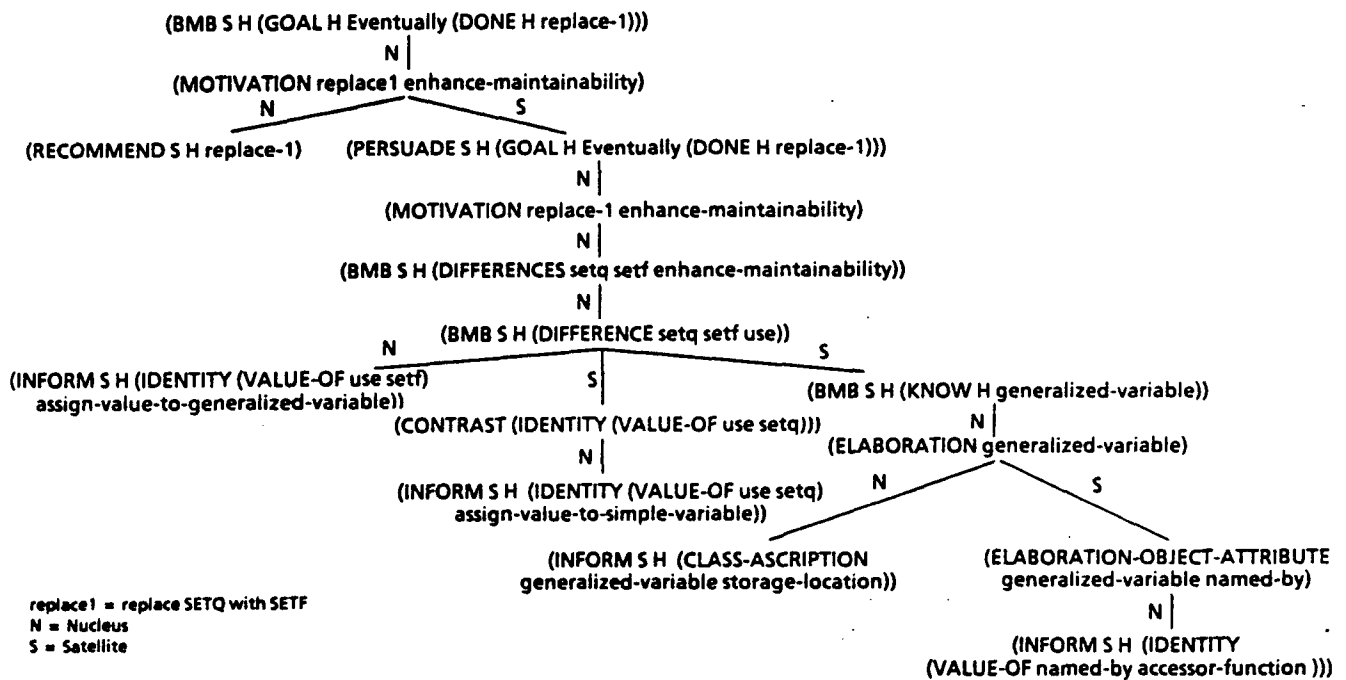 (BMB S H (GOAL H Eventually (DONE H replace-1)))
N
(MOTIVATION replace1 enhance-maintainability)
N S
(RECOMMEND S H replace-1) (PERSUADE S H (GOAL H Eventually (DONE H replace-1)))
N
(MOTIVATION replace-1 enhance-maintainability)
N
(BMB S H (DIFFERENCES setq setf enhance-maintainability))
N
(BMB S H (DIFFERENCE setq setf use))
N S S
(INFORM S H (IDENTITY (VALUE-OF use setf)
assign-value-to-generalized-variable))
(CONTRAST (IDENTITY (VALUE-OF use setq)))
N
(INFORM S H (IDENTITY (VALUE-OF use setq)
assign-value-to-simple-variable))
(BMB S H (KNOW H generalized-variable))
N
(ELABORATION generalized-variable)
N S
(INFORM S H (CLASS-ASCRIPTION
generalized-variable storage-location))
(ELABORATION-OBJECT-ATTRIBUTE
generalized-variable named-by)
N
(INFORM S H (IDENTITY
(VALUE-OF named-by accessor-function )))
replace1 = replace SETQ with SETF
N = Nucleus
S = Satellite